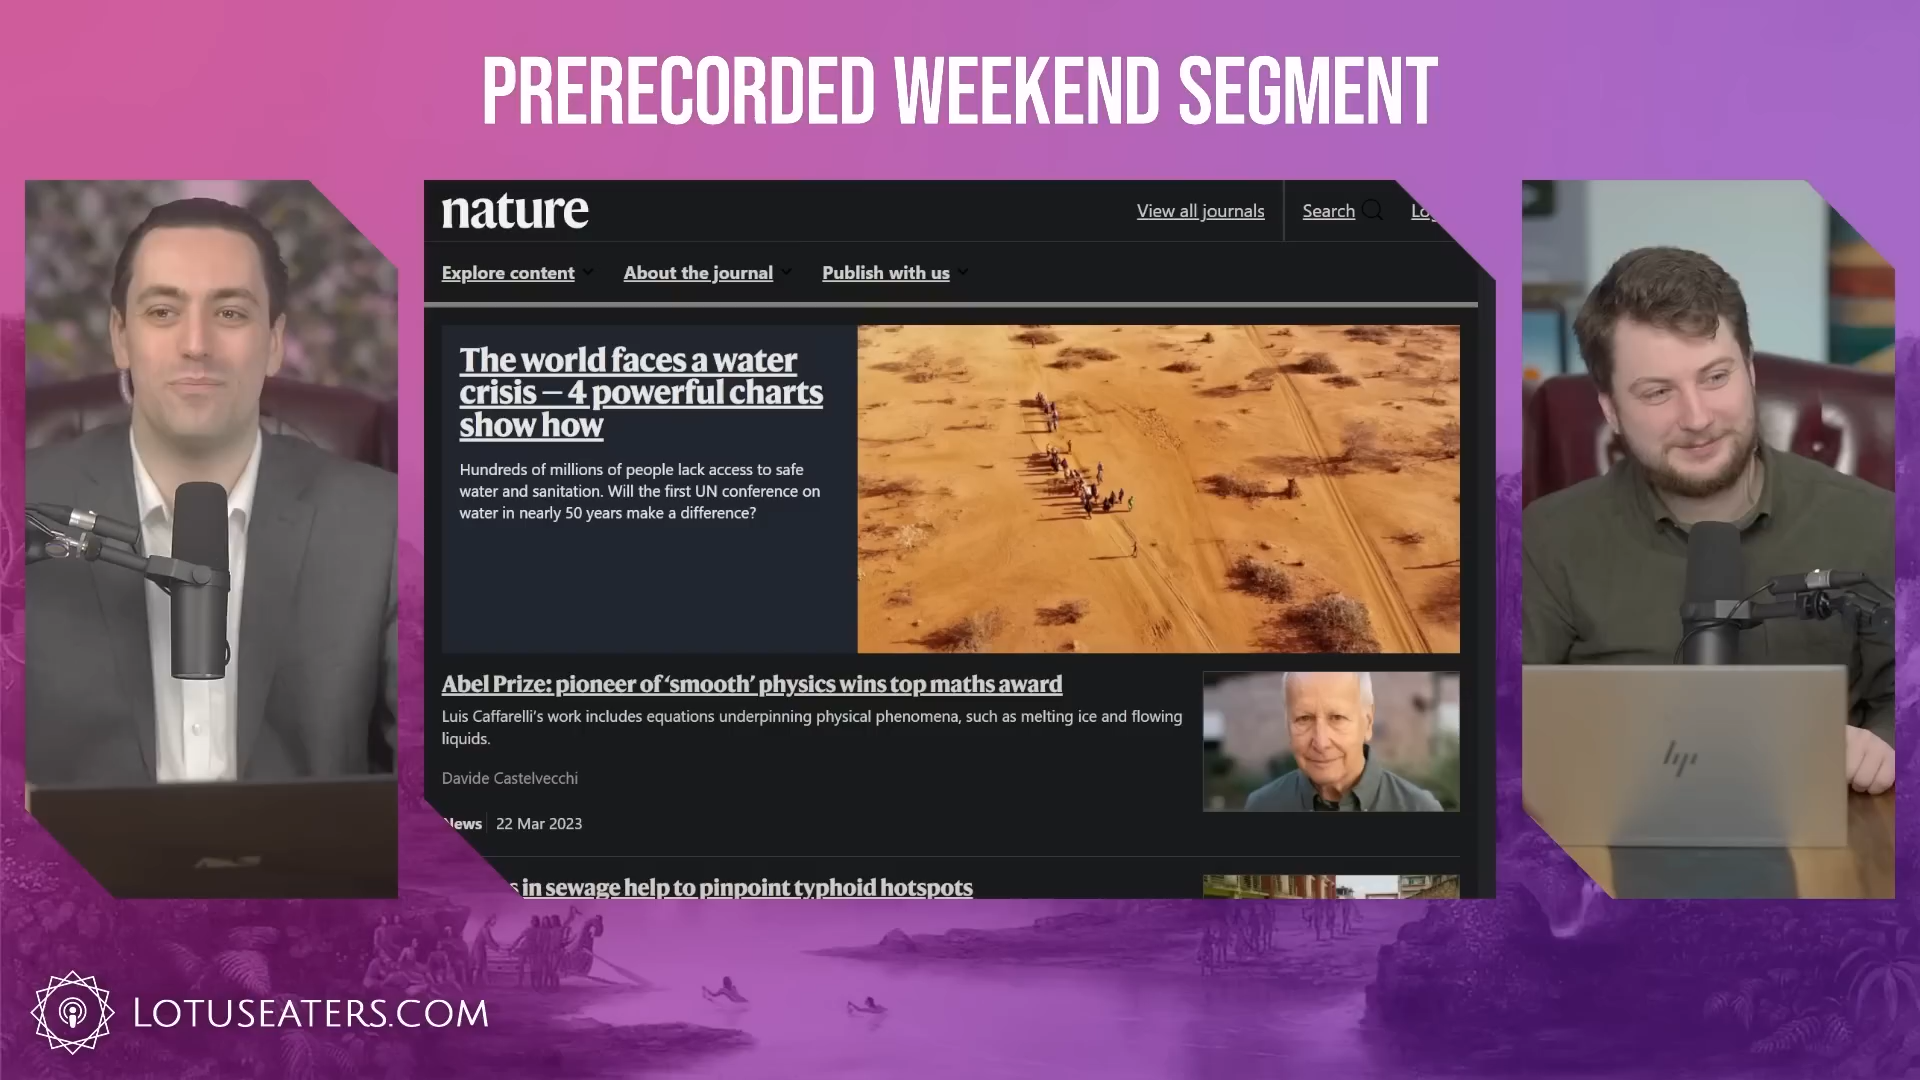 PRERECORDED WEEKEND SEGMENT
nature
View all journals
Search
Explore content
About the journal
Publish with us
The world faces a water
crisis — 4 powerful charts
show how
Hundreds of millions of people lack access to safe
water and sanitation. Will the first UN conference on
water in nearly 50 years make a difference?
Abel Prize: pioneer of ‘smooth’ physics wins top maths award
Luis Caffarelli’s work includes equations underpinning physical phenomena, such as melting ice and flowing
liquids.
Davide Castelvecchi
News 22 Mar 2023
in sewage help to pinpoint typhoid hotspots
hp
LOTUSEATERS.COM